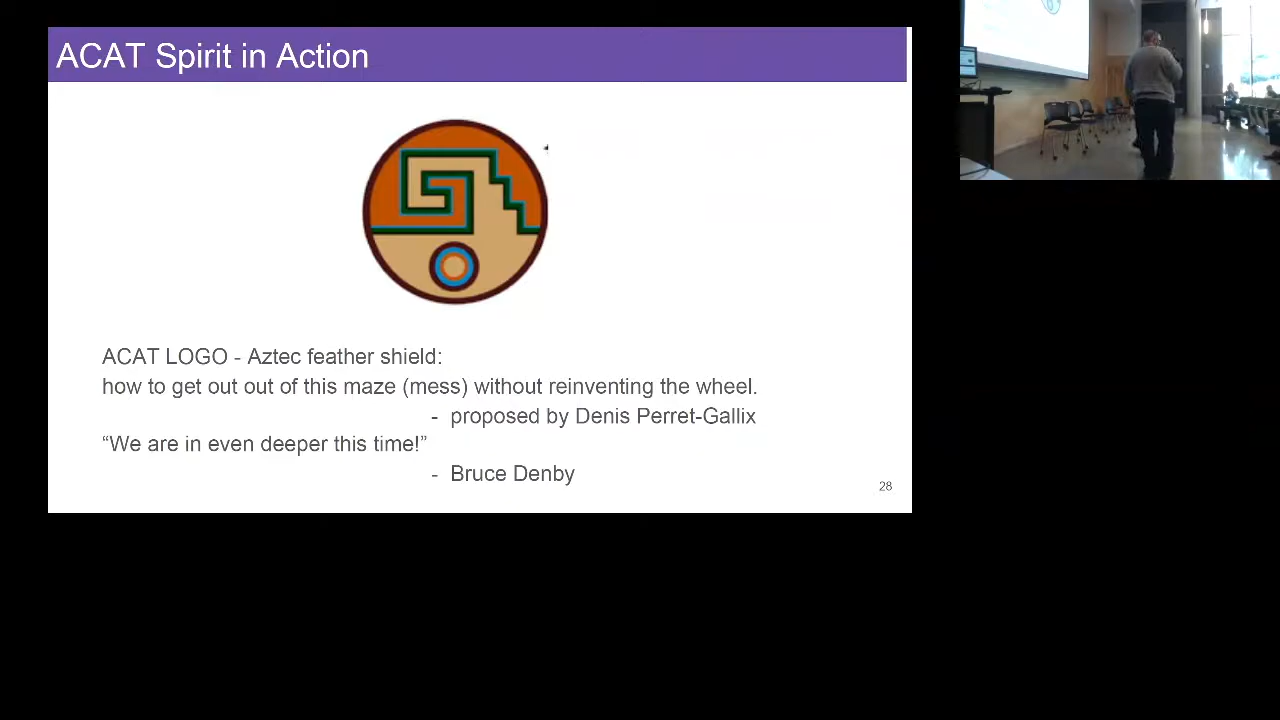 ACAT Spirit in Action
ACAT LOGO - Aztec feather shield:
how to get out out of this maze (mess) without reinventing the wheel.
- proposed by Denis Perret-Gallix
“We are in even deeper this time!”
- Bruce Denby
28